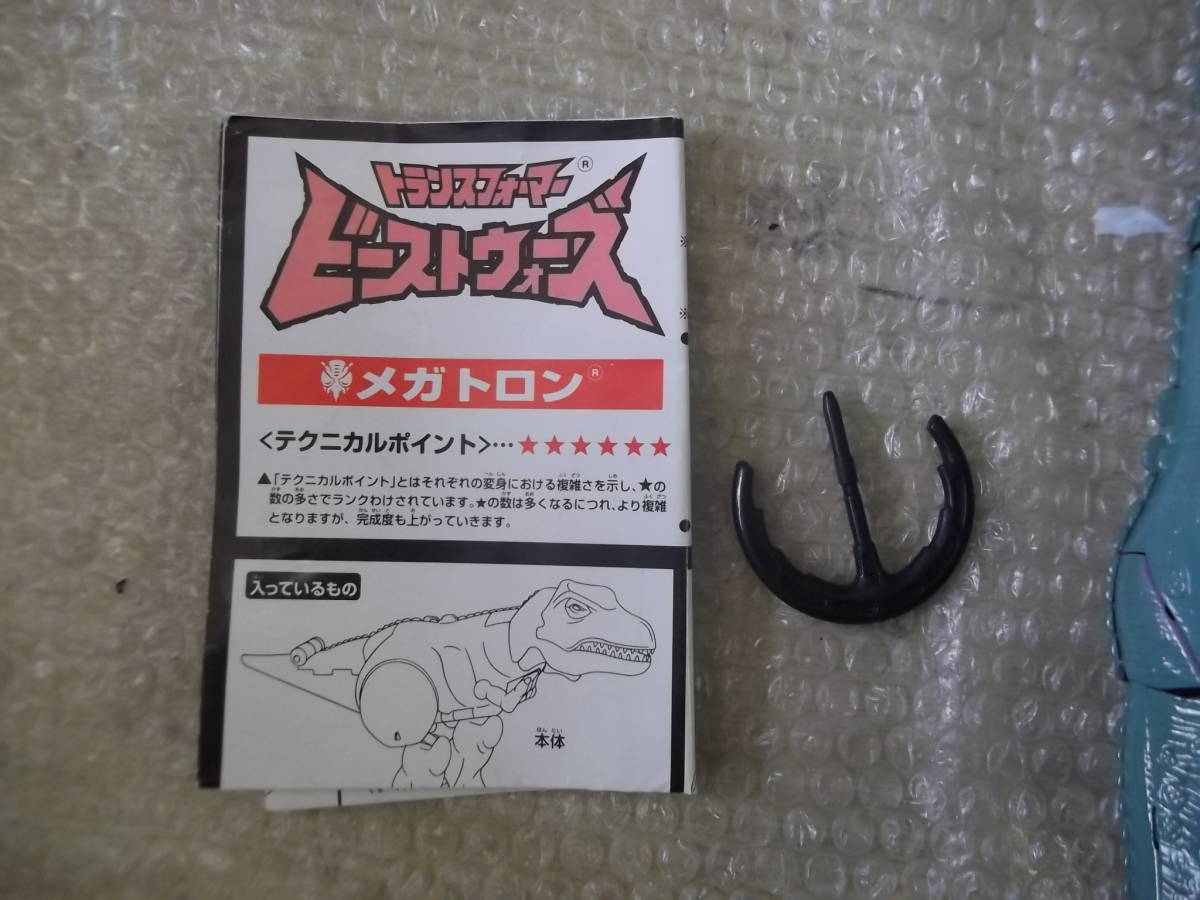 トランスフォーマー®
ビーストウォーズ
メガトロン®
〈テクニカルポイント〉…★★★★★★
▲「テクニカルポイント」とはそれぞれの変身における複雑さを示し、★の
数の多さでランクわけされています。★の数は多くなるにつれ、より複雑
となりますが、完成度も上がっていきます。
入っているもの
本体
※
※